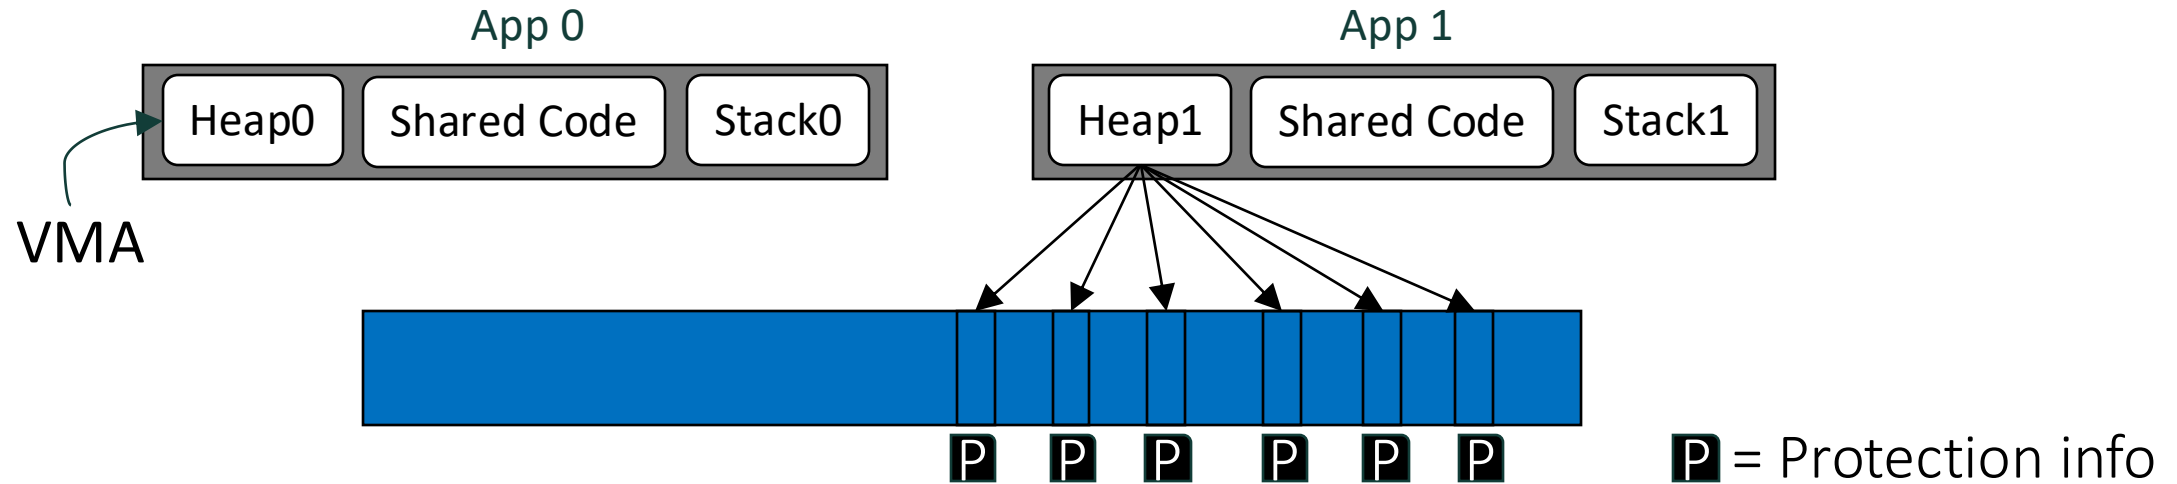 App 0
App 1
Heap0
Shared Code
Stack0
Heap1
Shared Code
Stack1
VMA
P
P
P
P
P
P
P = Protection info